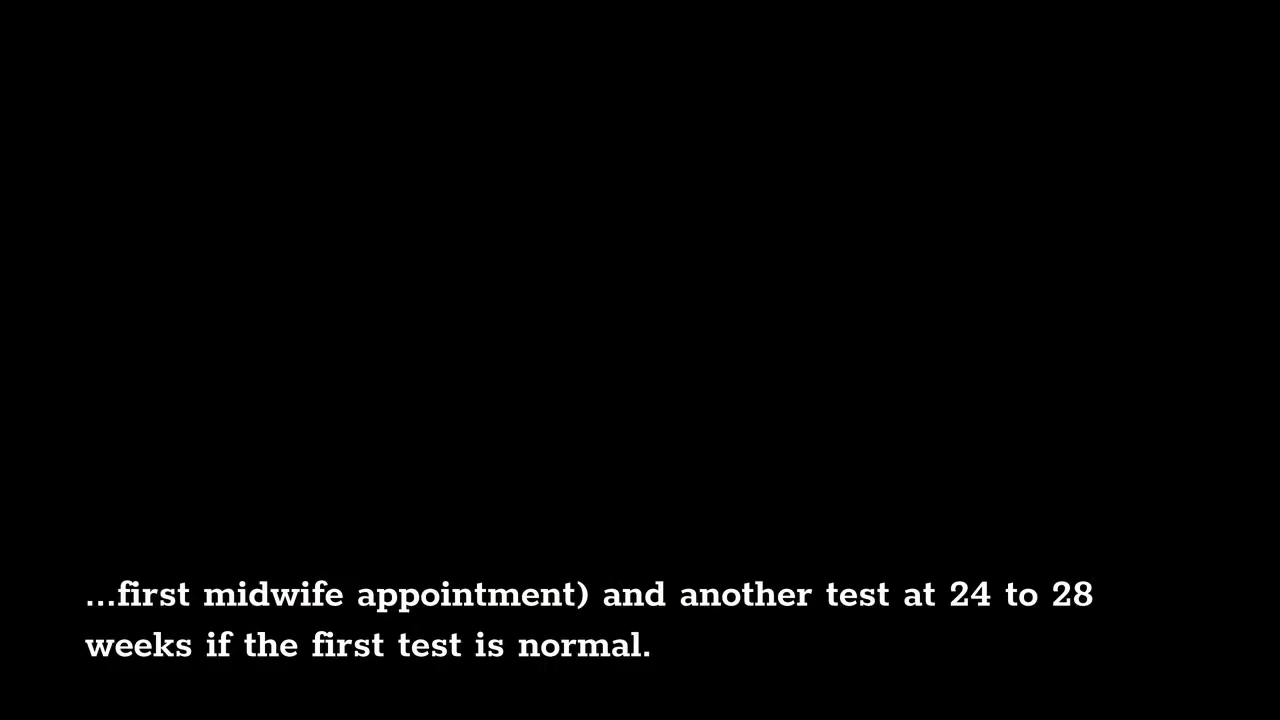 ...first midwife appointment) and another test at 24 to 28
weeks if the first test is normal.